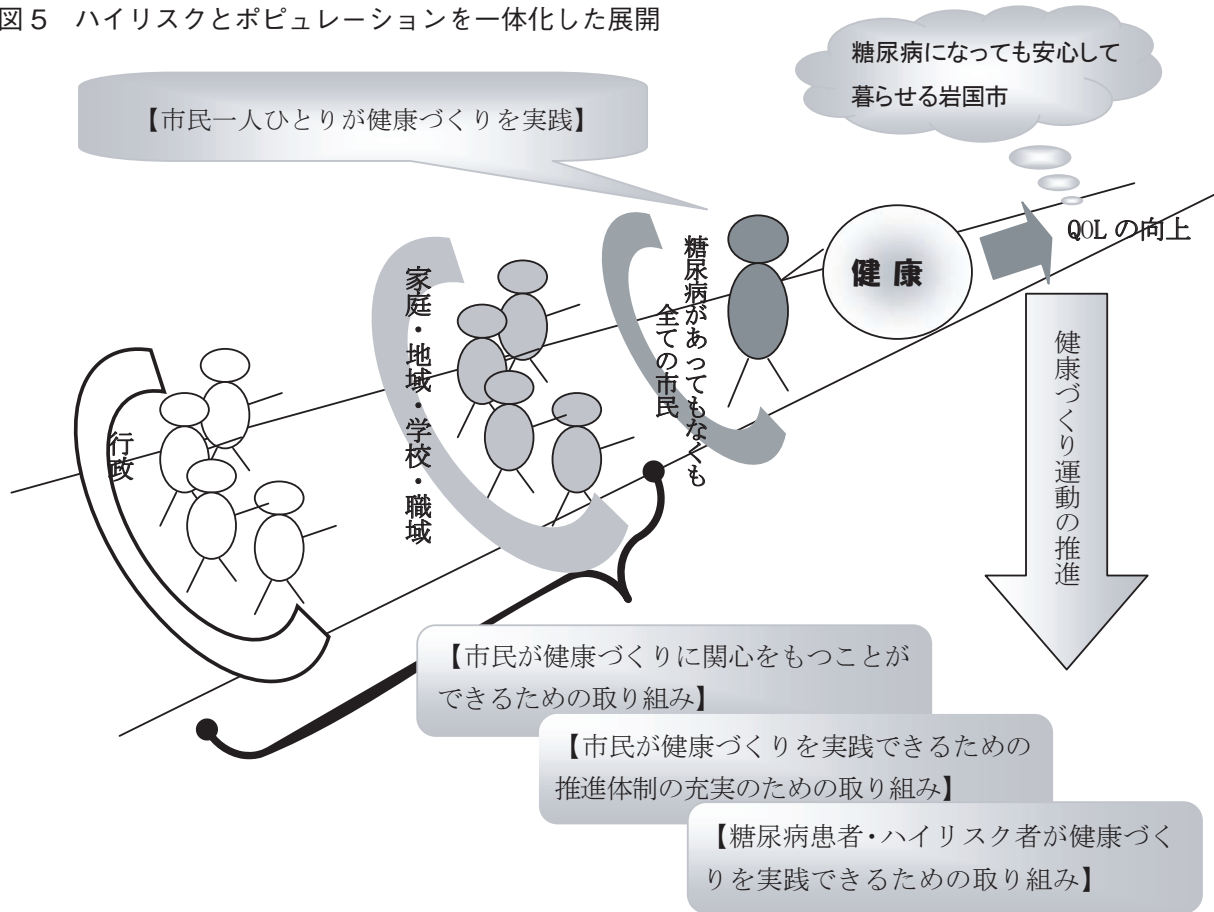 図５　ハイリスクとポピュレーションを一体化した展開
糖尿病になっても安心して
暮らせる岩国市
【市民一人ひとりが健康づくりを実践】
QOL の向上
健 康
糖尿病があってもなくも
全ての市民
家庭・地域・学校・職域
行政
健康づくり運動の推進
【市民が健康づくりに関心をもつことが
できるための取り組み】
【市民が健康づくりを実践できるための
推進体制の充実のための取り組み】
【糖尿病患者・ハイリスク者が健康づく
りを実践できるための取り組み】